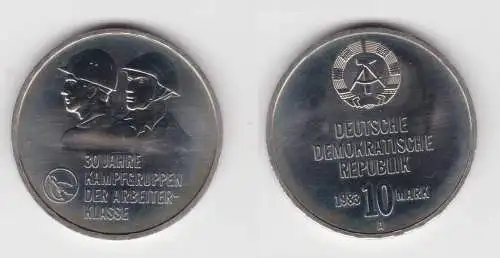 30 JAHRE
KAMPFGRUPPEN
DER ARBEITER-
KLASSE
DEUTSCHE
DEMOKRATISCHE
REPUBLIK
1983 10 MARK
A